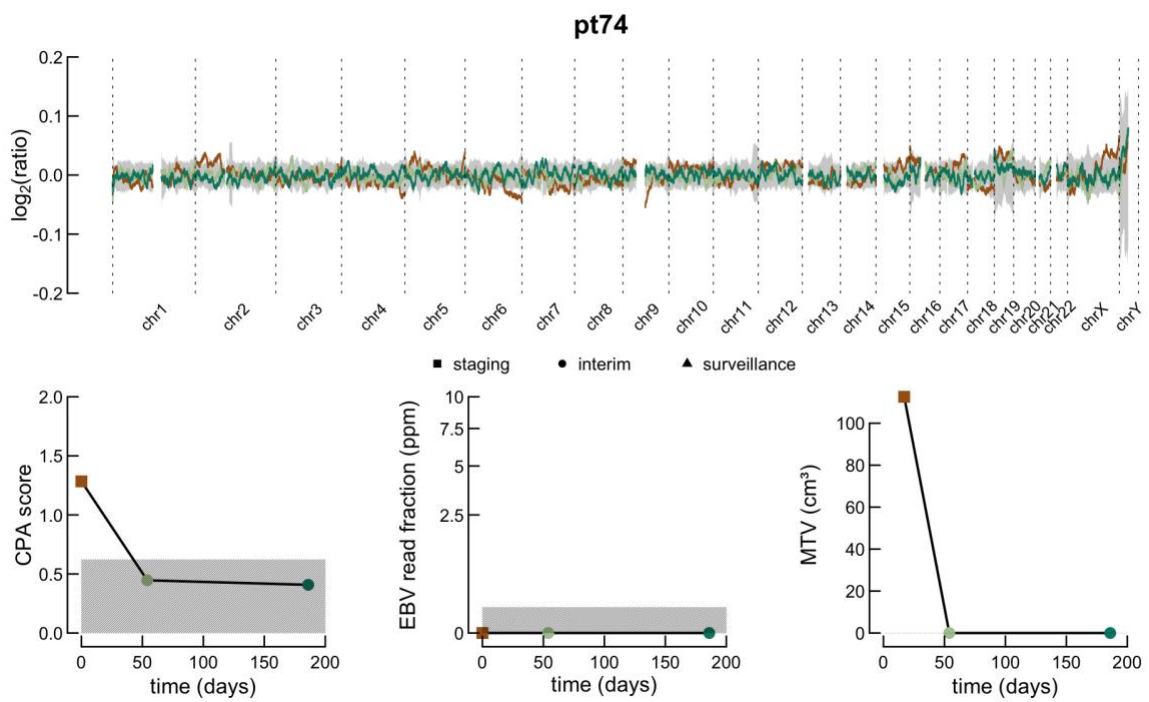 pt74
0.2
0.1
0.0
-0.1
-0.2
log2(ratio)
chr1 chr2 chr3 chr4 chr5 chr6 chr7 chr8 chr9 chr10 chr11 chr12 chr13 chr14 chr15 chr16 chr17 chr18 chr19 chr20 chr21 chr22 chrX chrY
staging interim surveillance
2.0
1.5
1.0
0.5
0.0
CPA score
0 50 100 150 200
time (days)
10
7.5
5
2.5
0
EBV read fraction (ppm)
0 50 100 150 200
time (days)
100
80
60
40
20
0
MTV (cm³)
0 50 100 150 200
time (days)